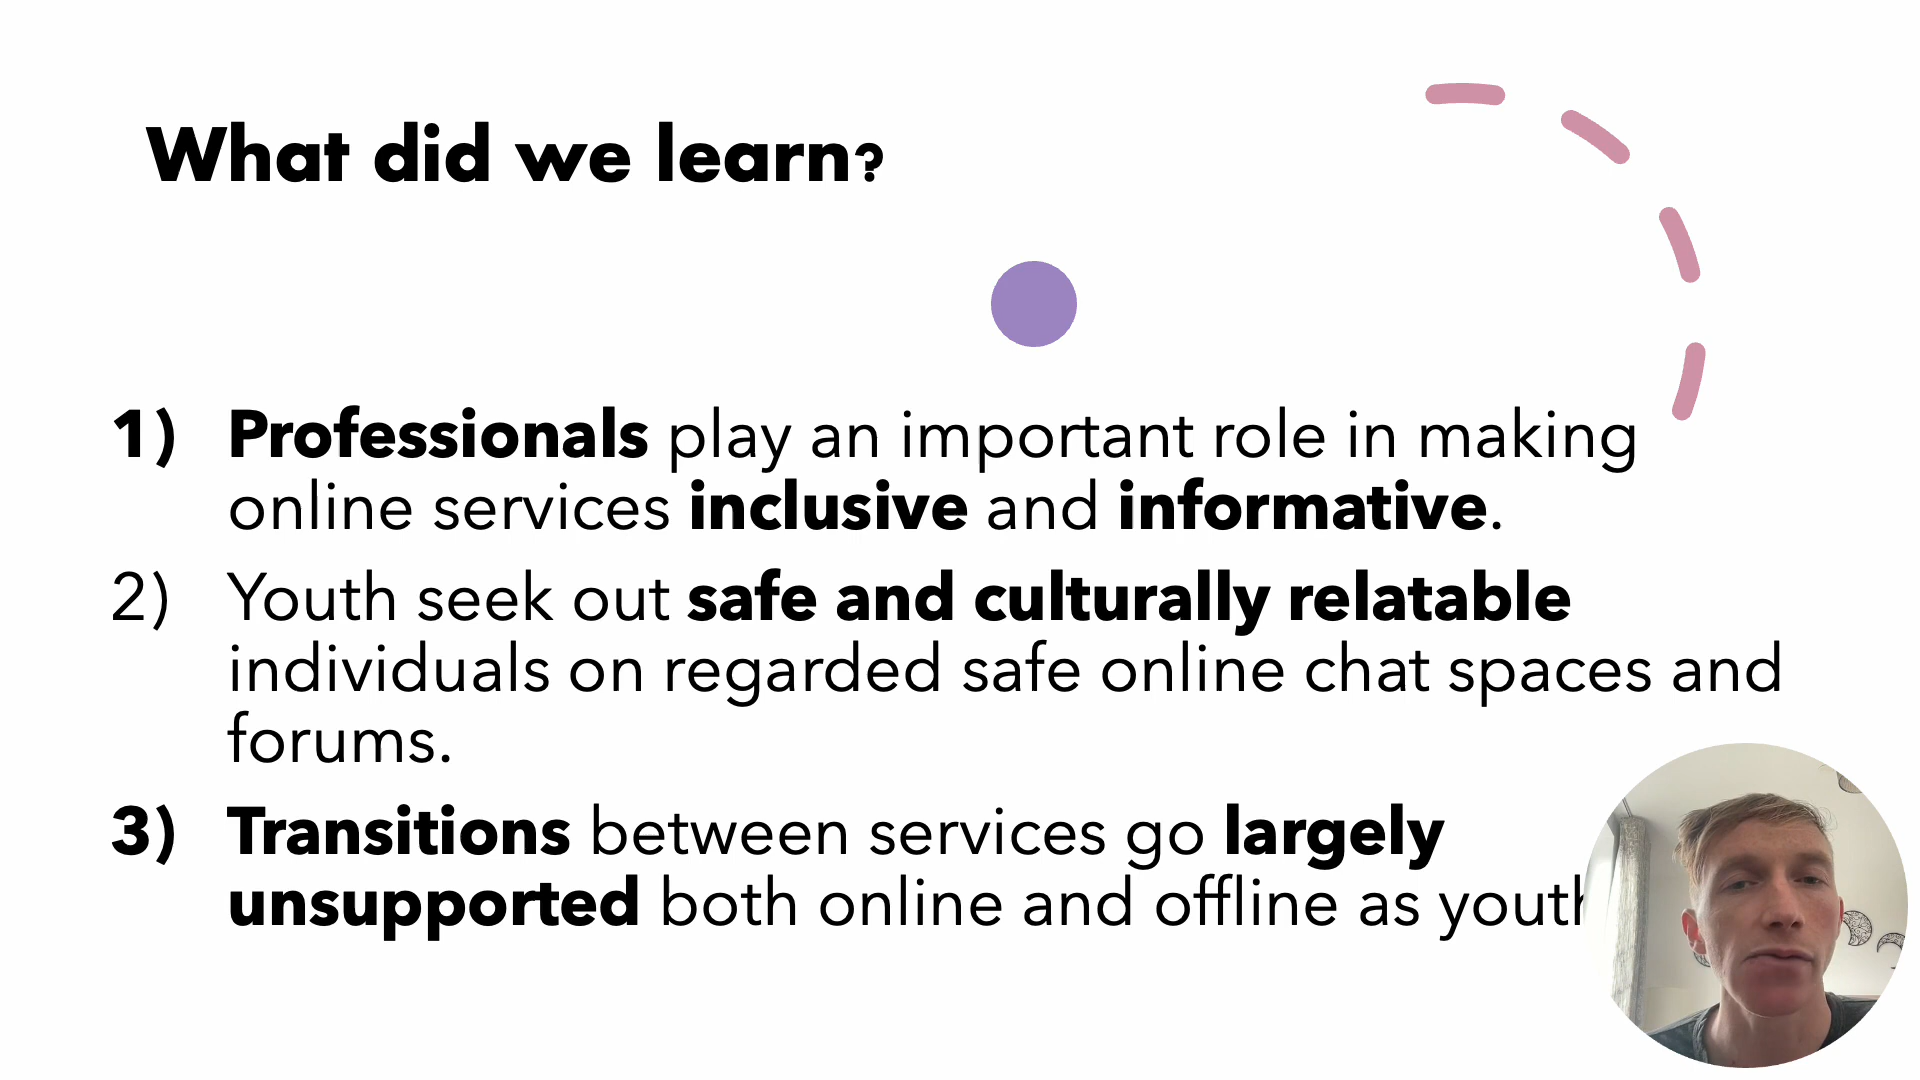 What did we learn?
1) Professionals play an important role in making
online services inclusive and informative.
2) Youth seek out safe and culturally relatable
individuals on regarded safe online chat spaces and
forums.
3) Transitions between services go largely
unsupported both online and offline as youth